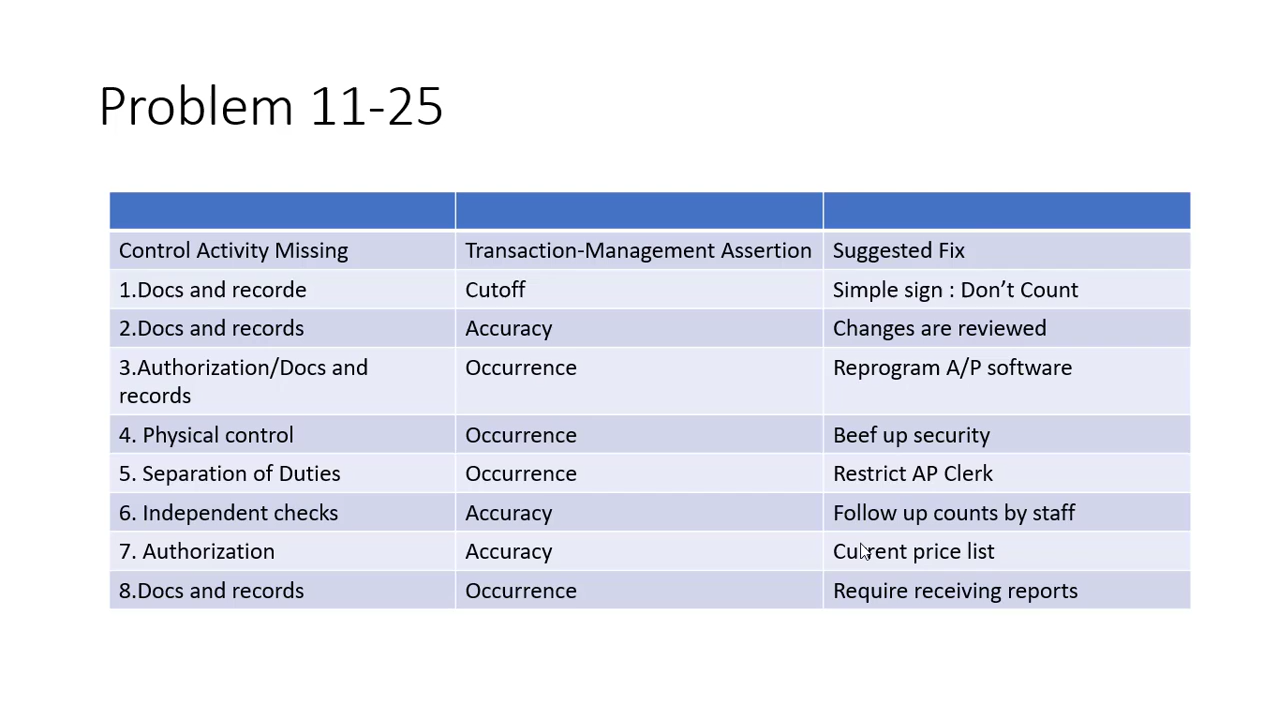 Problem 11-25
Control Activity Missing Transaction-Management Assertion Suggested Fix
1.Docs and recorde Cutoff Simple sign : Don’t Count
2.Docs and records Accuracy Changes are reviewed
3.Authorization/Docs and Occurrence Reprogram A/P software
records
4. Physical control Occurrence Beef up security
5. Separation of Duties Occurrence Restrict AP Clerk
6. Independent checks Accuracy Follow up counts by staff
7. Authorization Accuracy Current price list
8.Docs and records Occurrence Require receiving reports